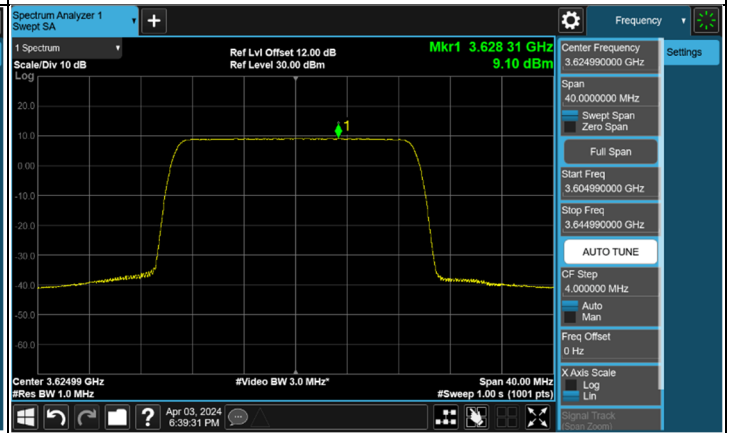 Spectrum Analyzer 1
Swept SA
+
Frequency
1 Spectrum
Scale/Div 10 dB
Log
Ref Lvl Offset 12.00 dB
Ref Level 30.00 dBm
Mkr1 3.628 31 GHz
9.10 dBm
Settings
20.0
10.0
0.00
-10.0
-20.0
-30.0
-40.0
-50.0
-60.0
1
Center 3.62499 GHz
#Res BW 1.0 MHz
#Video BW 3.0 MHz*
Span 40.00 MHz
#Sweep 1.00 s (1001 pts)
Center Frequency
3.624990000 GHz
Span
40.0000000 MHz
Swept Span
Zero Span
Full Span
Start Freq
3.604990000 GHz
Stop Freq
3.644990000 GHz
AUTO TUNE
CF Step
4.000000 MHz
Auto
Man
Freq Offset
0 Hz
X Axis Scale
Log
Lin
Signal Track
(Span Zoom)
?
Apr 03, 2024
6:39:31 PM